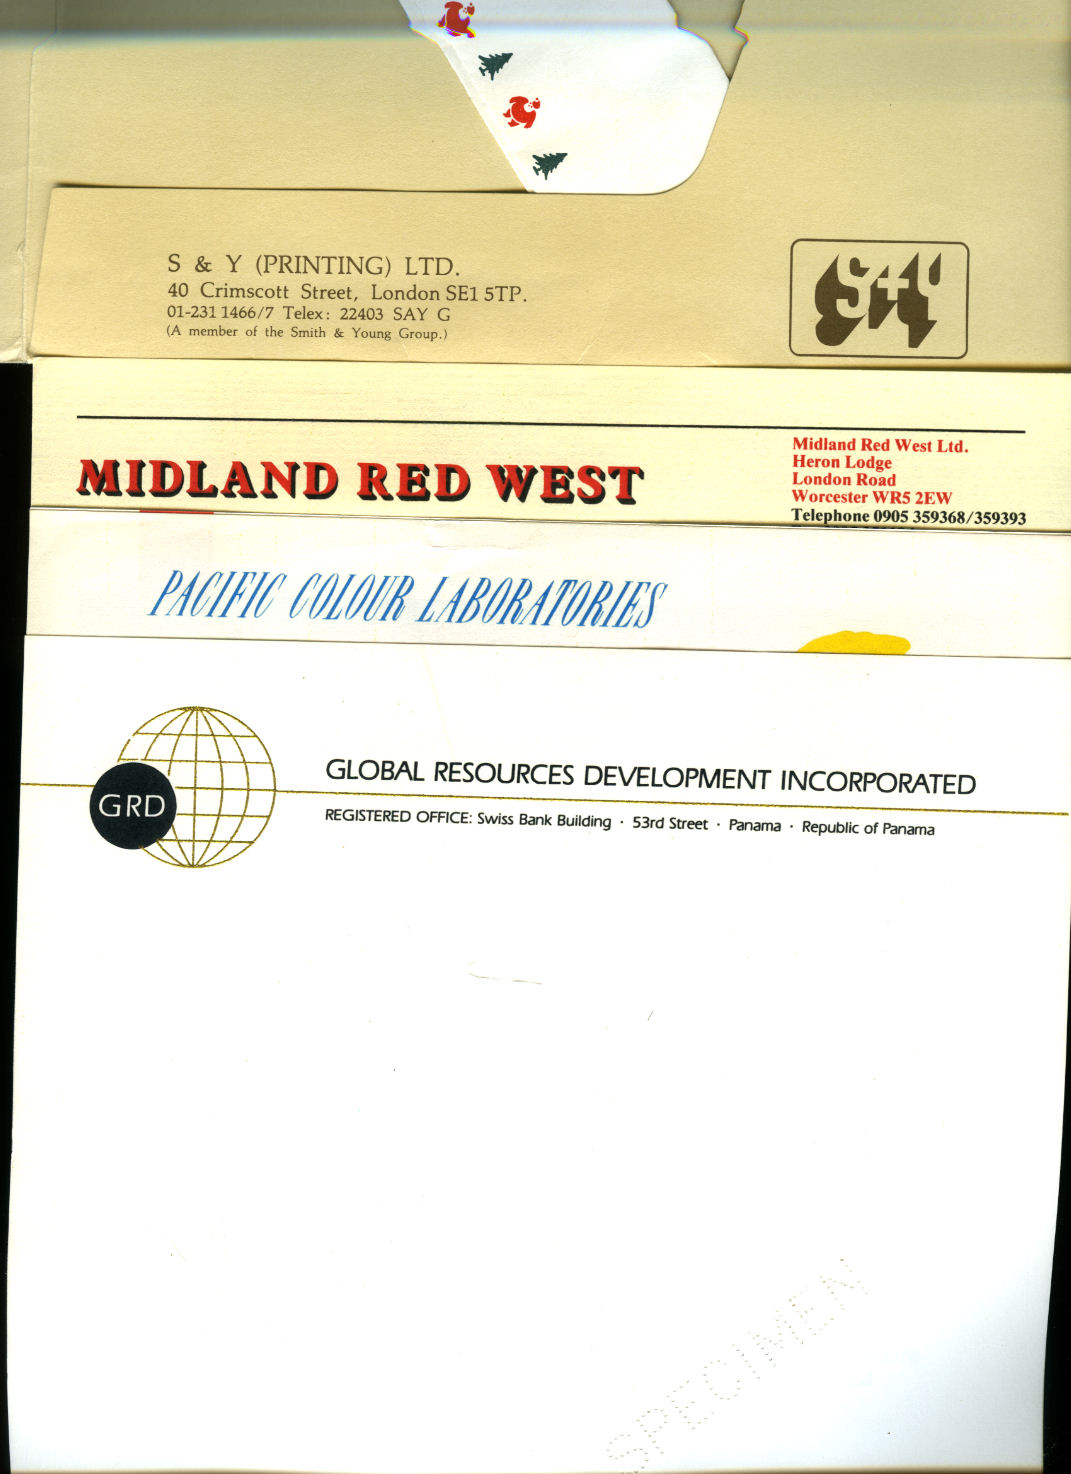 S & Y (PRINTING) LTD.
40 Crimscott Street, London SE1 5TP.
01-231 1466/7 Telex: 22403 SAY G
(A member of the Smith & Young Group.)
S+Y
MIDLAND RED WEST
Midland Red West Ltd.
Heron Lodge
London Road
Worcester WR5 2EW
Telephone 0905 359368/359393
PACIFIC COLOUR LABORATORIES
GRD
GLOBAL RESOURCES DEVELOPMENT INCORPORATED
REGISTERED OFFICE: Swiss Bank Building · 53rd Street · Panama · Republic of Panama
SPECIMEN